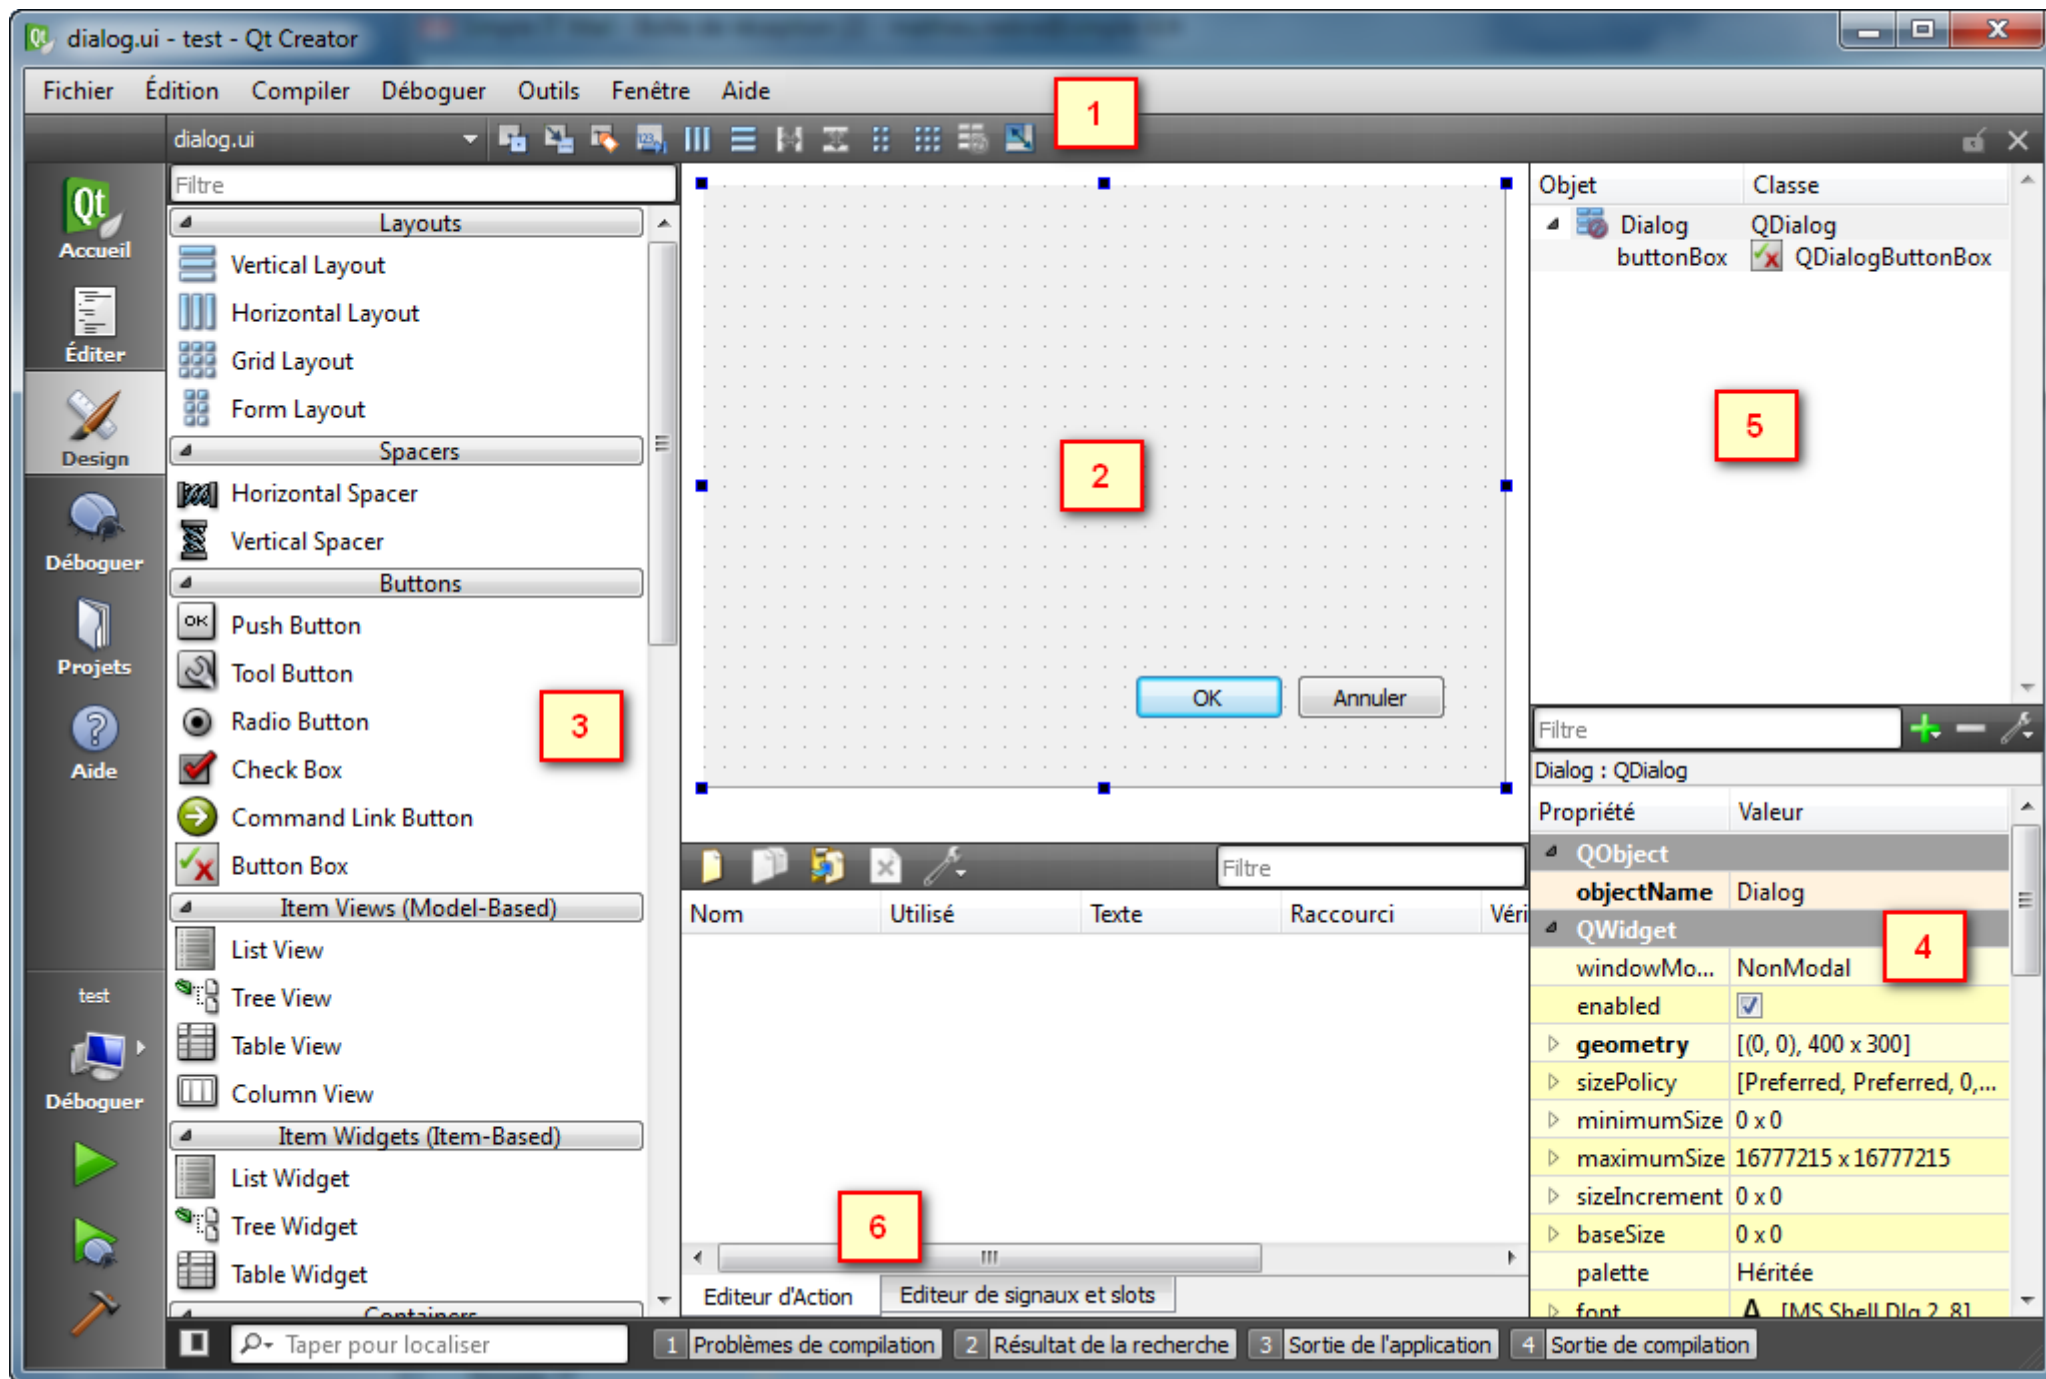 dialog.ui - test - Qt Creator
Fichier Édition Compiler Déboguer Outils Fenêtre Aide
1
dialog.ui
Qt
Accueil
Éditer
Design
Déboguer
Projets
Aide
test
Déboguer
Filtre
Layouts
Vertical Layout
Horizontal Layout
Grid Layout
Form Layout
Spacers
Horizontal Spacer
Vertical Spacer
Buttons
OK Push Button
Tool Button
Radio Button
3
Check Box
Command Link Button
Button Box
Item Views (Model-Based)
List View
Tree View
Table View
Column View
Item Widgets (Item-Based)
List Widget
Tree Widget
Table Widget
Containers
2
OK Annuler
Filtre
Nom Utilisé Texte Raccourci Véri
6
Editeur d'Action Editeur de signaux et slots
Objet Classe
Dialog QDialog
buttonBox QDialogButtonBox
5
Filtre
Dialog : QDialog
Propriété Valeur
QObject
objectName Dialog
QWidget
4
windowMo... NonModal
enabled
geometry [(0, 0), 400 x 300]
sizePolicy [Preferred, Preferred, 0,...
minimumSize 0 x 0
maximumSize 16777215 x 16777215
sizeIncrement 0 x 0
baseSize 0 x 0
palette Héritée
font A [MS Shell Dlg 2, 8]
Taper pour localiser
1 Problèmes de compilation 2 Résultat de la recherche 3 Sortie de l'application 4 Sortie de compilation